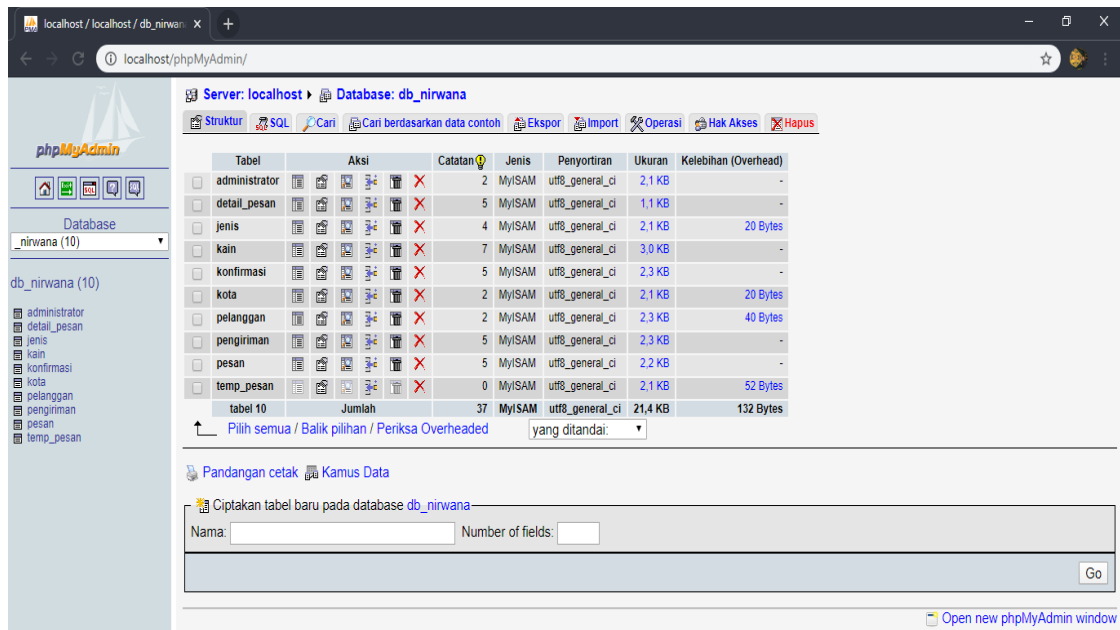 localhost / localhost / db_nirwan
localhost/phpMyAdmin/
phpMyAdmin
Database
_nirwana (10)
db_nirwana (10)
administrator
detail_pesan
jenis
kain
konfirmasi
kota
pelanggan
pengiriman
pesan
temp_pesan
Server: localhost Database: db_nirwana
Struktur SQL Cari Cari berdasarkan data contoh Ekspor Import Operasi Hak Akses Hapus
Tabel Aksi Catatan Jenis Penyortiran Ukuran Kelebihan (Overhead)
administrator 2 MyISAM utf8_general_ci 2,1 KB -
detail_pesan 5 MyISAM utf8_general_ci 1,1 KB -
jenis 4 MyISAM utf8_general_ci 2,1 KB 20 Bytes
kain 7 MyISAM utf8_general_ci 3,0 KB -
konfirmasi 5 MyISAM utf8_general_ci 2,3 KB -
kota 2 MyISAM utf8_general_ci 2,1 KB 20 Bytes
pelanggan 2 MyISAM utf8_general_ci 2,3 KB 40 Bytes
pengiriman 5 MyISAM utf8_general_ci 2,3 KB -
pesan 5 MyISAM utf8_general_ci 2,2 KB -
temp_pesan 0 MyISAM utf8_general_ci 2,1 KB 52 Bytes
tabel 10 Jumlah 37 MyISAM utf8_general_ci 21,4 KB 132 Bytes
Pilih semua / Balik pilihan / Periksa Overheaded yang ditandai:
Pandangan cetak Kamus Data
Ciptakan tabel baru pada database db_nirwana
Nama: Number of fields:
Go
Open new phpMyAdmin window